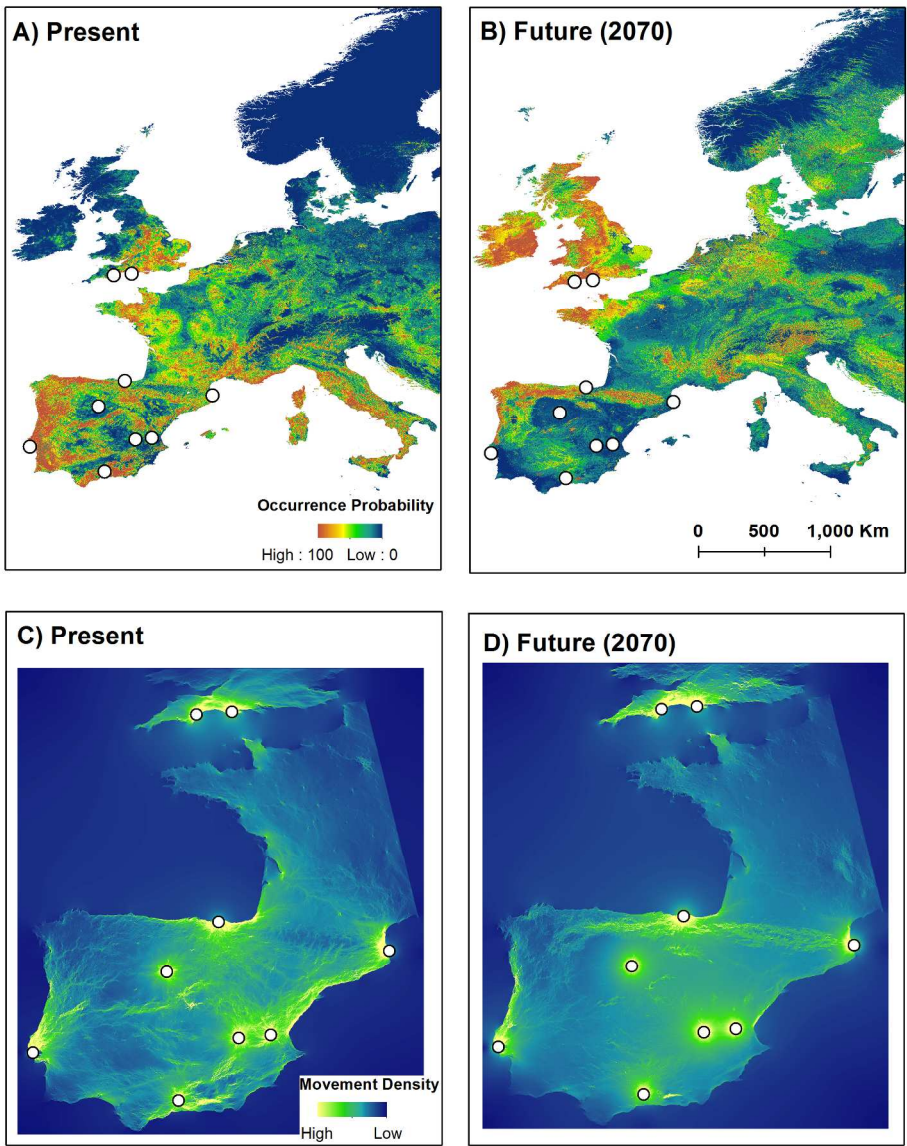 A) Present
B) Future (2070)
Occurrence Probability
High : 100 Low : 0
0 500 1,000 Km
C) Present
D) Future (2070)
Movement Density
High Low